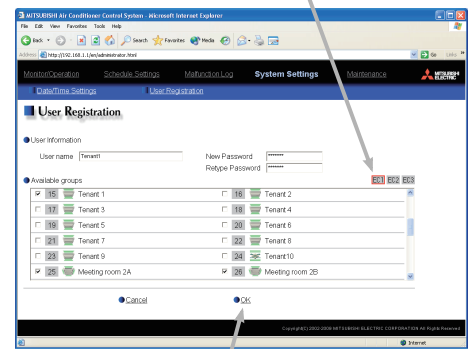 MITSUBISHI Air Conditioner Control System - Microsoft Internet Explorer
File Edit View Favorites Tools Help
Back Search Favorites Media
Address http://192.168.1.1/en/administrator.html Go Links
Monitor/Operation Schedule Settings Malfunction Log System Settings Maintenance MITSUBISHI ELECTRIC
Date/Time Settings User Registration
User Registration
User Information
User name Tenant1 New Password *******
Retype Password *******
Available groups EC1 EC2 EC3
15 Tenant 1 16 Tenant 2
17 Tenant 3 18 Tenant 4
19 Tenant 5 20 Tenant 6
21 Tenant 7 22 Tenant 8
23 Tenant 9 24 Tenant10
25 Meeting room 2A 26 Meeting room 2B
Cancel OK
Copyright(C) 2002-2008 MITSUBISHI ELECTRIC CORPORATION All Rights Reserved
Internet